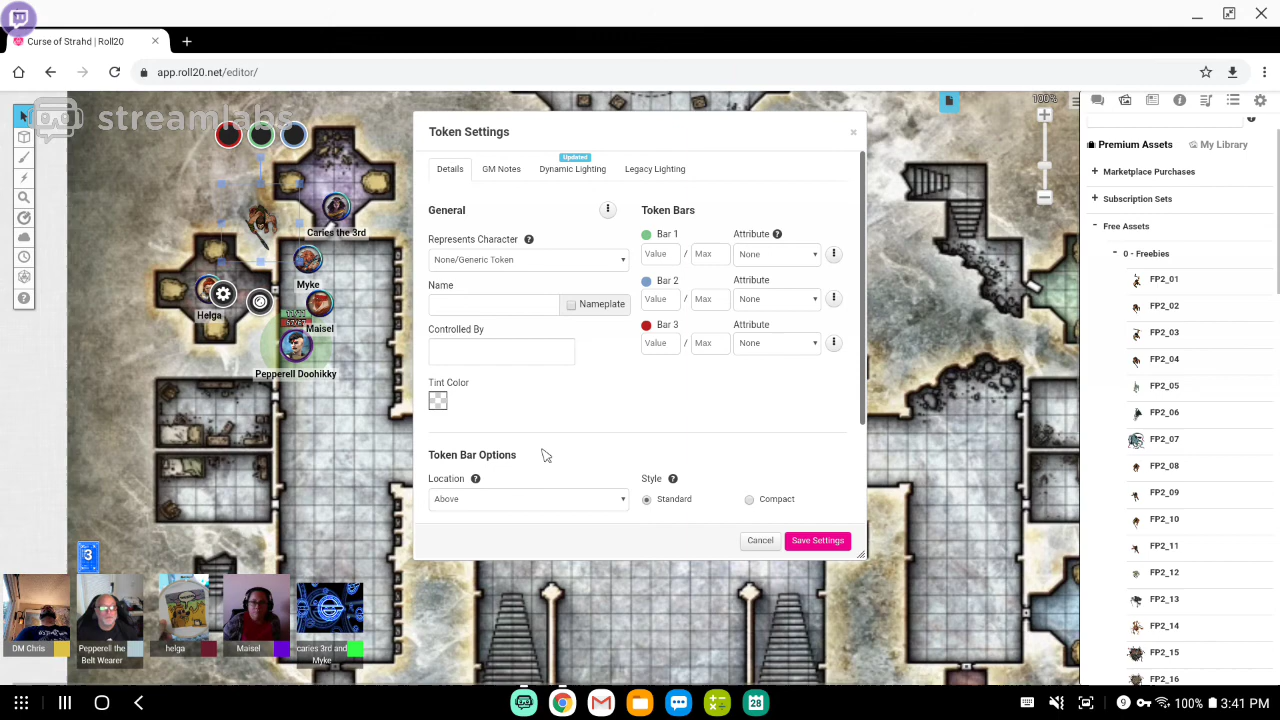 Curse of Strahd | Roll20
app.roll20.net/editor/
streamlabs
100%
Token Settings
Updated
Details
GM Notes
Dynamic Lighting
Legacy Lighting
General
Token Bars
Represents Character
None/Generic Token
Name
Nameplate
Controlled By
Tint Color
Bar 1
Attribute
Value / Max
None
Bar 2
Attribute
Value / Max
None
Bar 3
Attribute
Value / Max
None
Token Bar Options
Location
Above
Style
Standard
Compact
Cancel
Save Settings
Caries the 3rd
Myke
Helga
Maisel
57/67
Pepperell Doohikky
3
DM Chris
Pepperell the
Belt Wearer
helga
Maisel
caries 3rd and
Myke
Premium Assets
My Library
Marketplace Purchases
Subscription Sets
Free Assets
0 - Freebies
FP2_01
FP2_02
FP2_03
FP2_04
FP2_05
FP2_06
FP2_07
FP2_08
FP2_09
FP2_10
FP2_11
FP2_12
FP2_13
FP2_14
FP2_15
FP2_16
28
9
100%
3:41 PM